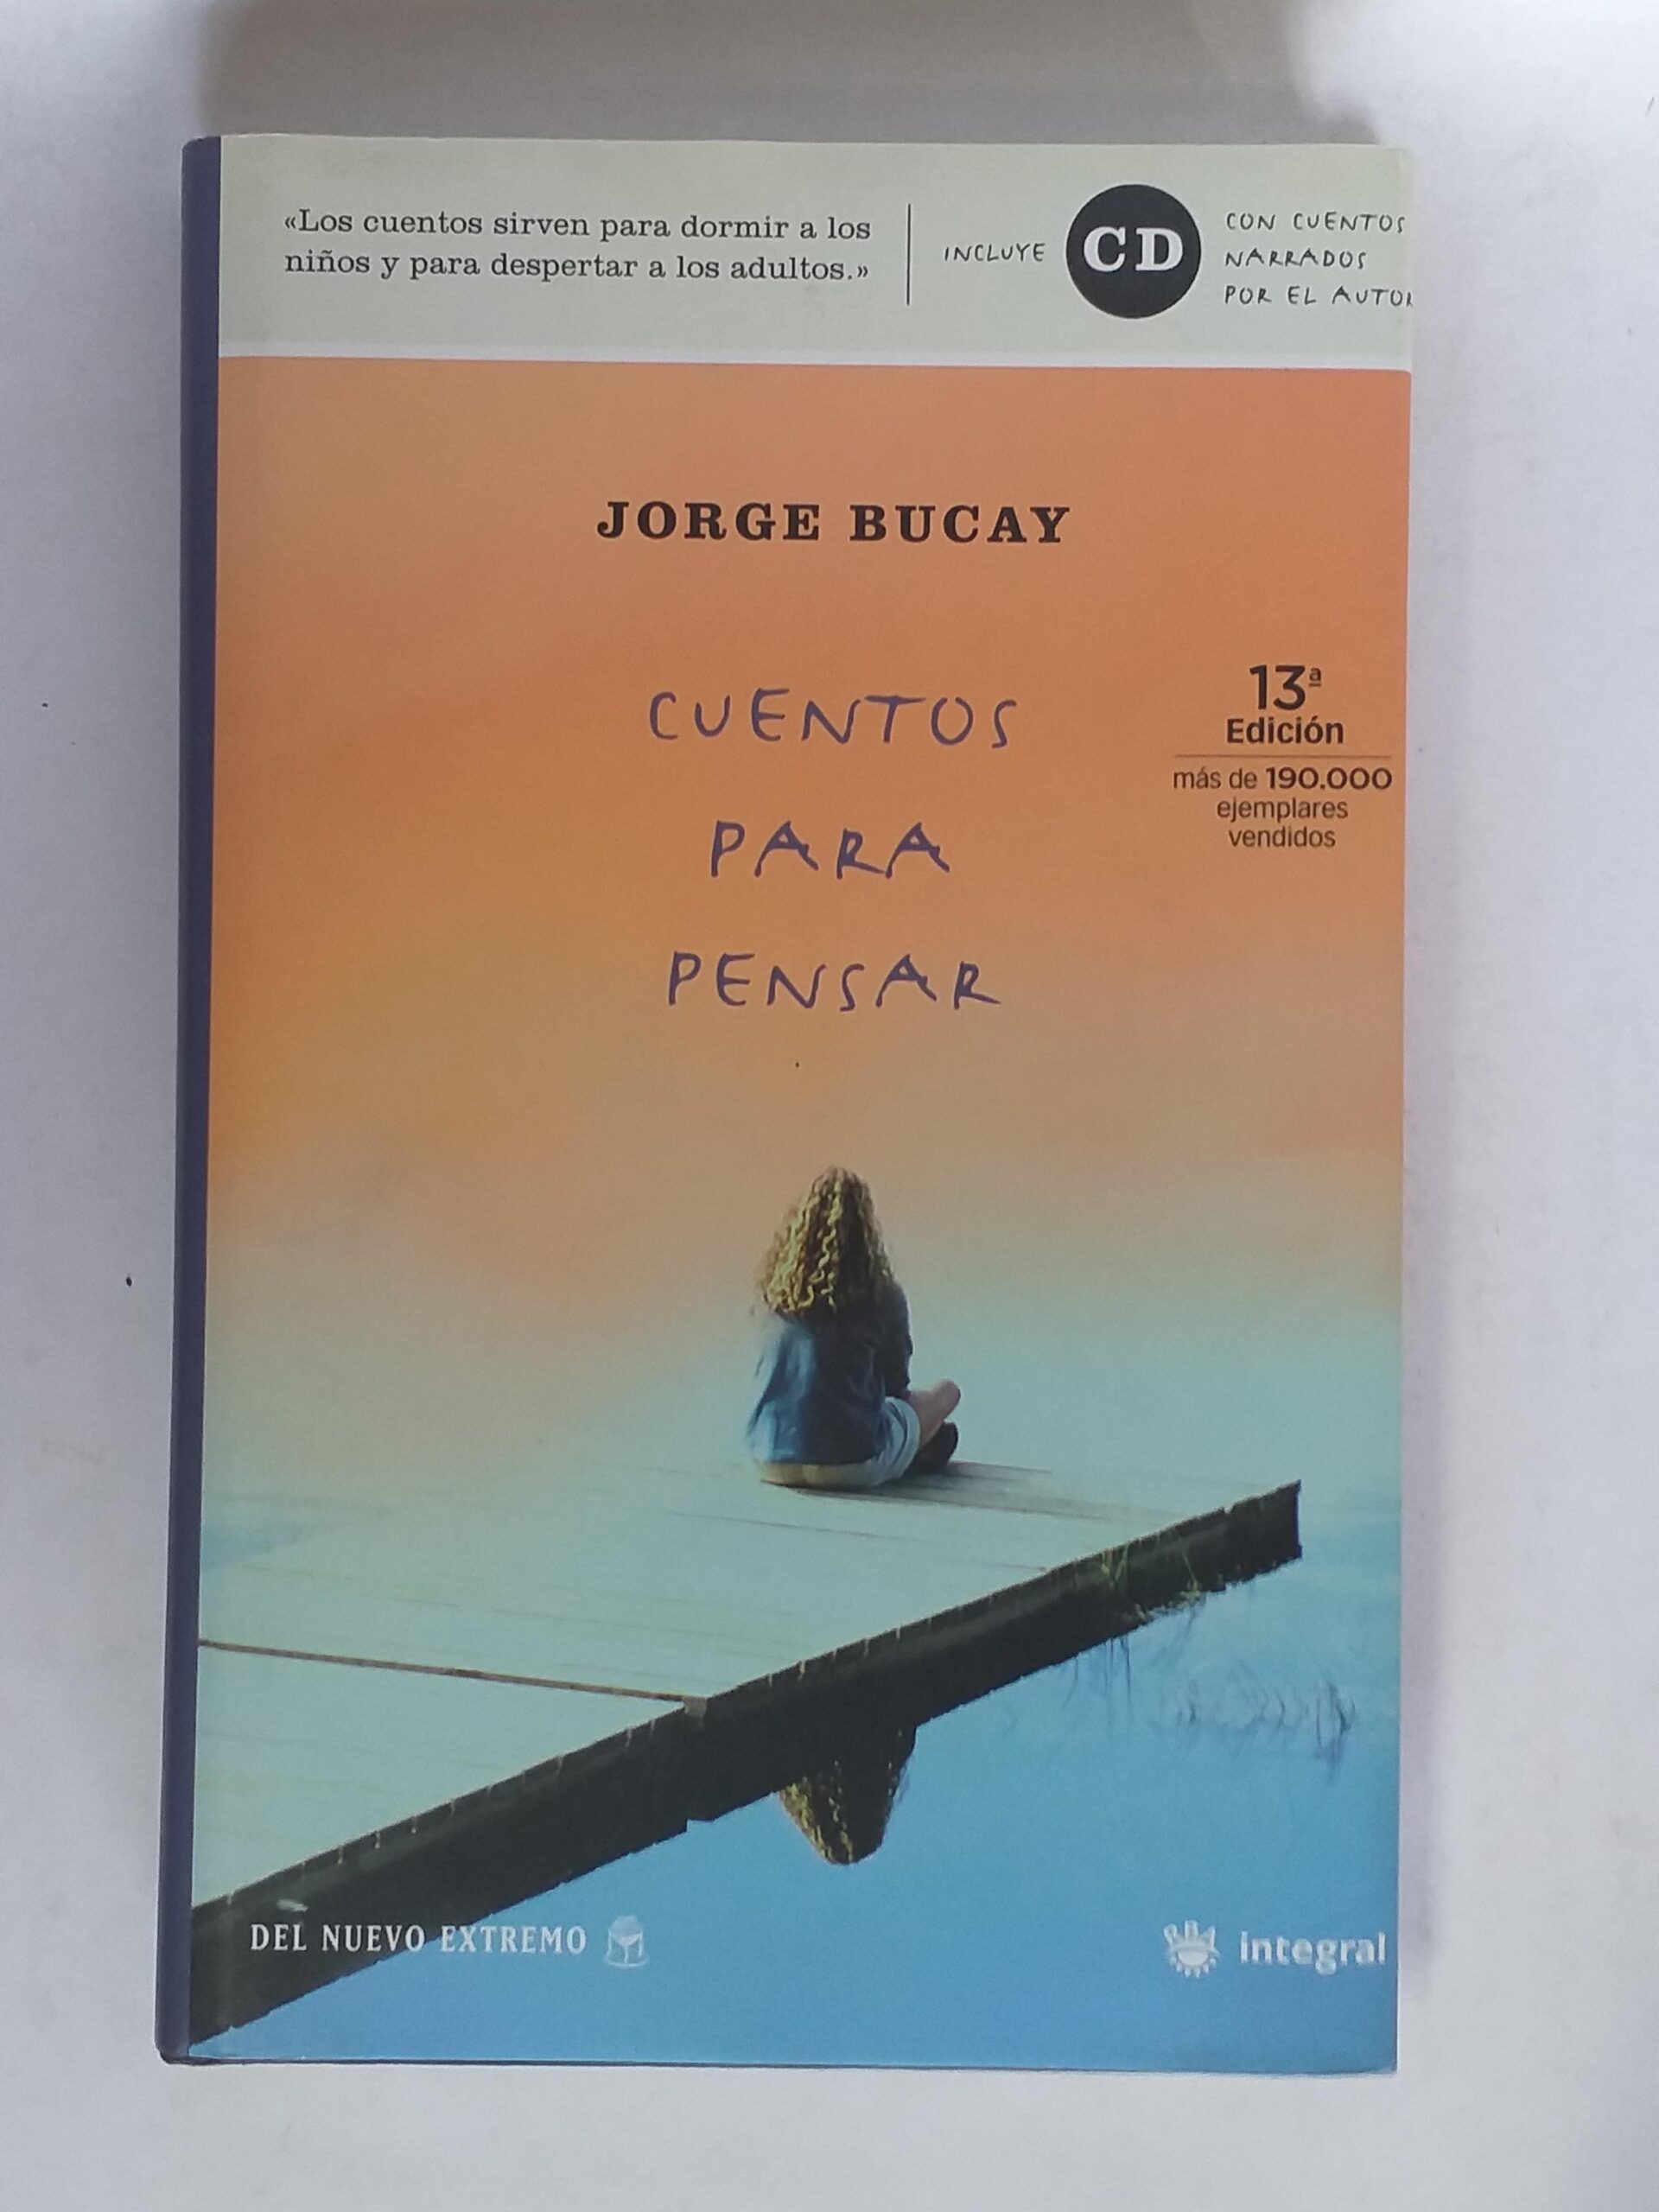 «Los cuentos sirven para dormir a los
niños y para despertar a los adultos.»
INCLUYE
CD
CON CUENTOS
NARRADOS
POR EL AUTOR
JORGE BUCAY
CUENTOS
PARA
PENSAR
13ª
Edición
más de 190.000
ejemplares
vendidos
DEL NUEVO EXTREMO
integral